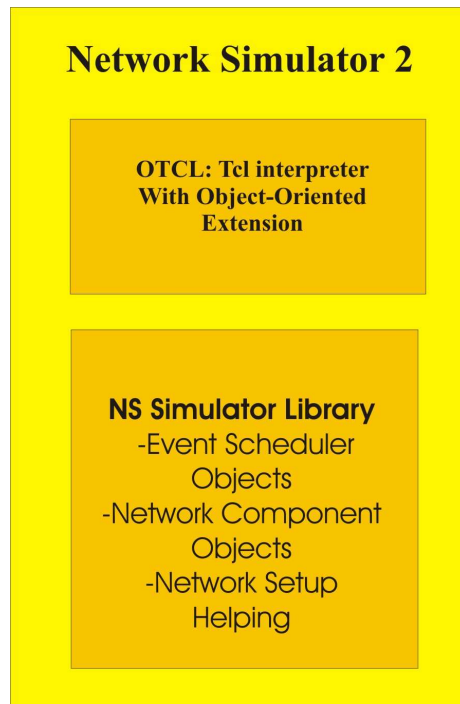 Network Simulator 2
OTCL: Tcl interpreter
With Object-Oriented
Extension
NS Simulator Library
-Event Scheduler
Objects
-Network Component
Objects
-Network Setup
Helping